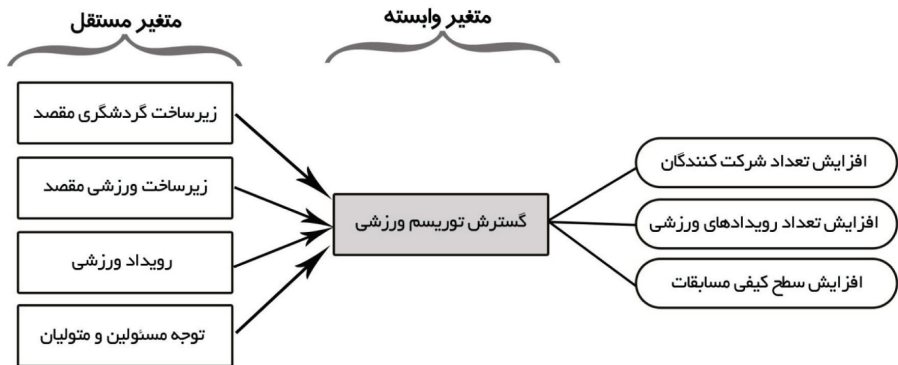 متغیر مستقل
متغیر وابسته
زیرساخت گردشگری مقصد
زیرساخت ورزشی مقصد
رویداد ورزشی
توجه مسئولین و متولیان
گسترش توریسم ورزشی
افزایش تعداد شرکت کنندگان
افزایش تعداد رویدادهای ورزشی
افزایش سطح کیفی مسابقات